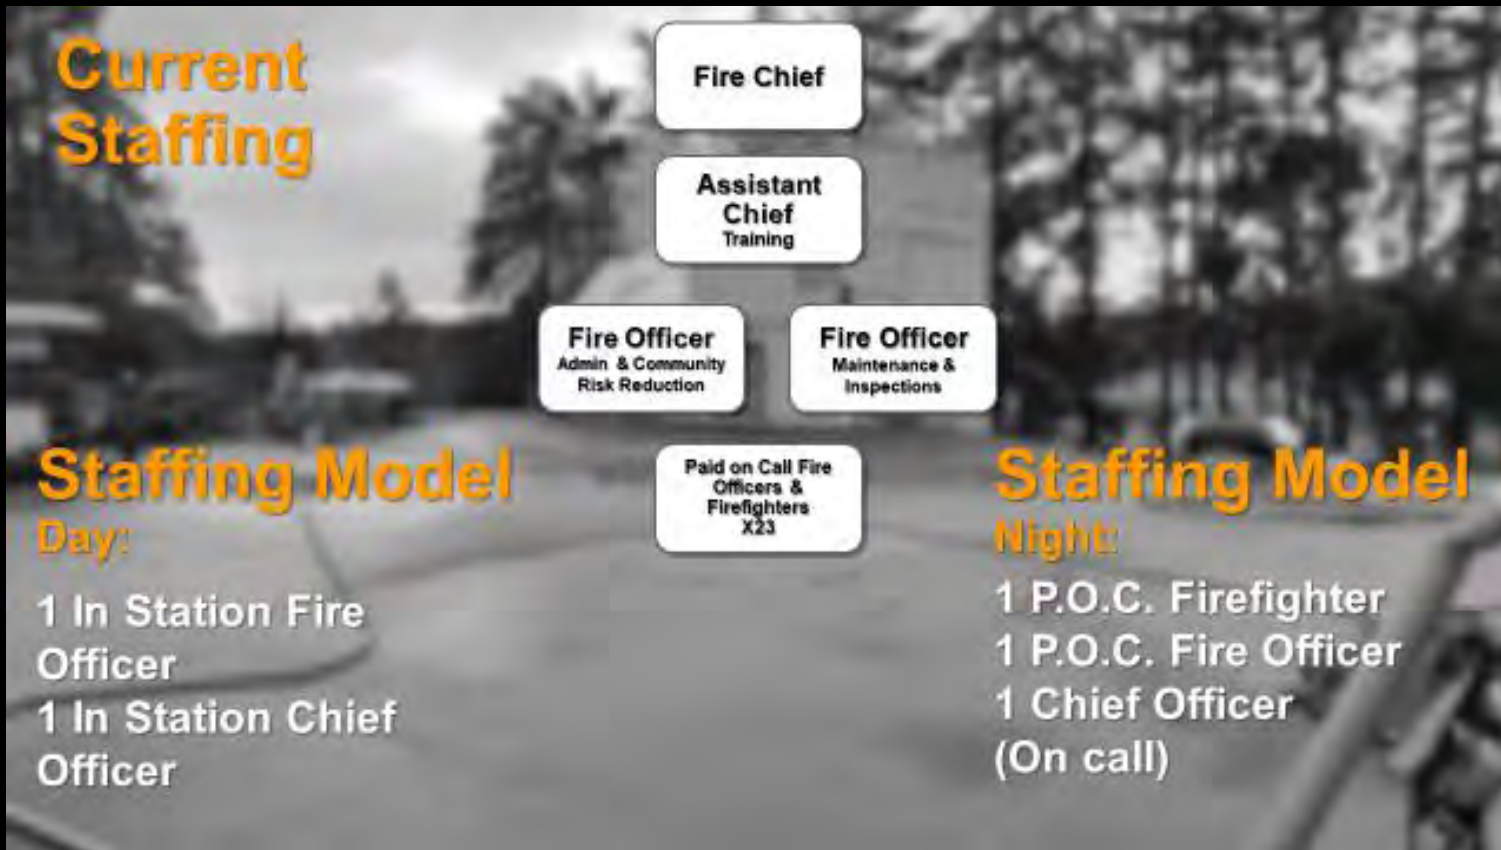 Current
Staffing
Fire Chief
Assistant
Chief
Training
Fire Officer
Admin & Community
Risk Reduction
Fire Officer
Maintenance &
Inspections
Paid on Call Fire
Officers &
Firefighters
X23
Staffing Model
Day:
1 In Station Fire
Officer
1 In Station Chief
Officer
Staffing Model
Night:
1 P.O.C. Firefighter
1 P.O.C. Fire Officer
1 Chief Officer
(On call)